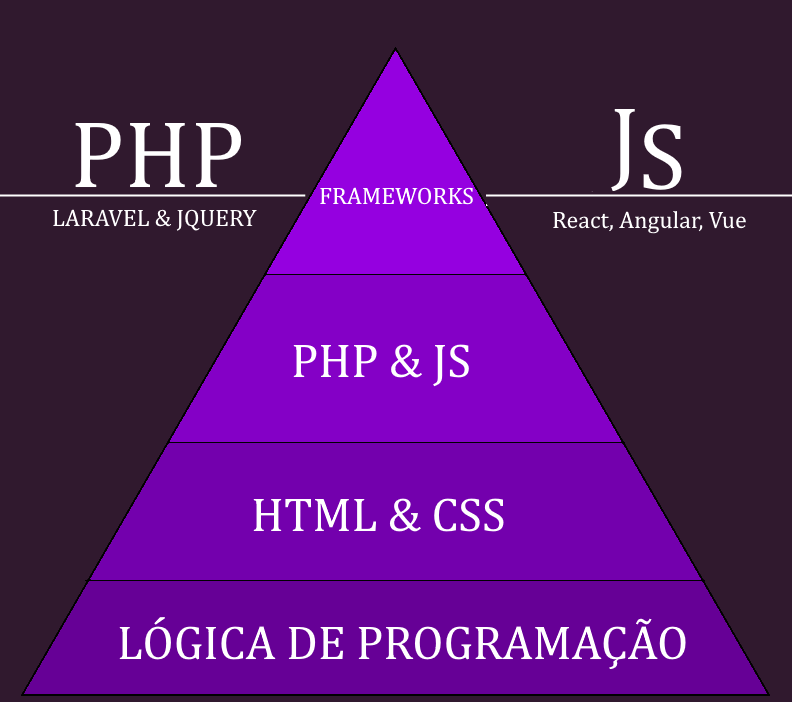 PHP
JS
FRAMEWORKS
LARAVEL & JQUERY
React, Angular, Vue
PHP & JS
HTML & CSS
LÓGICA DE PROGRAMAÇÃO